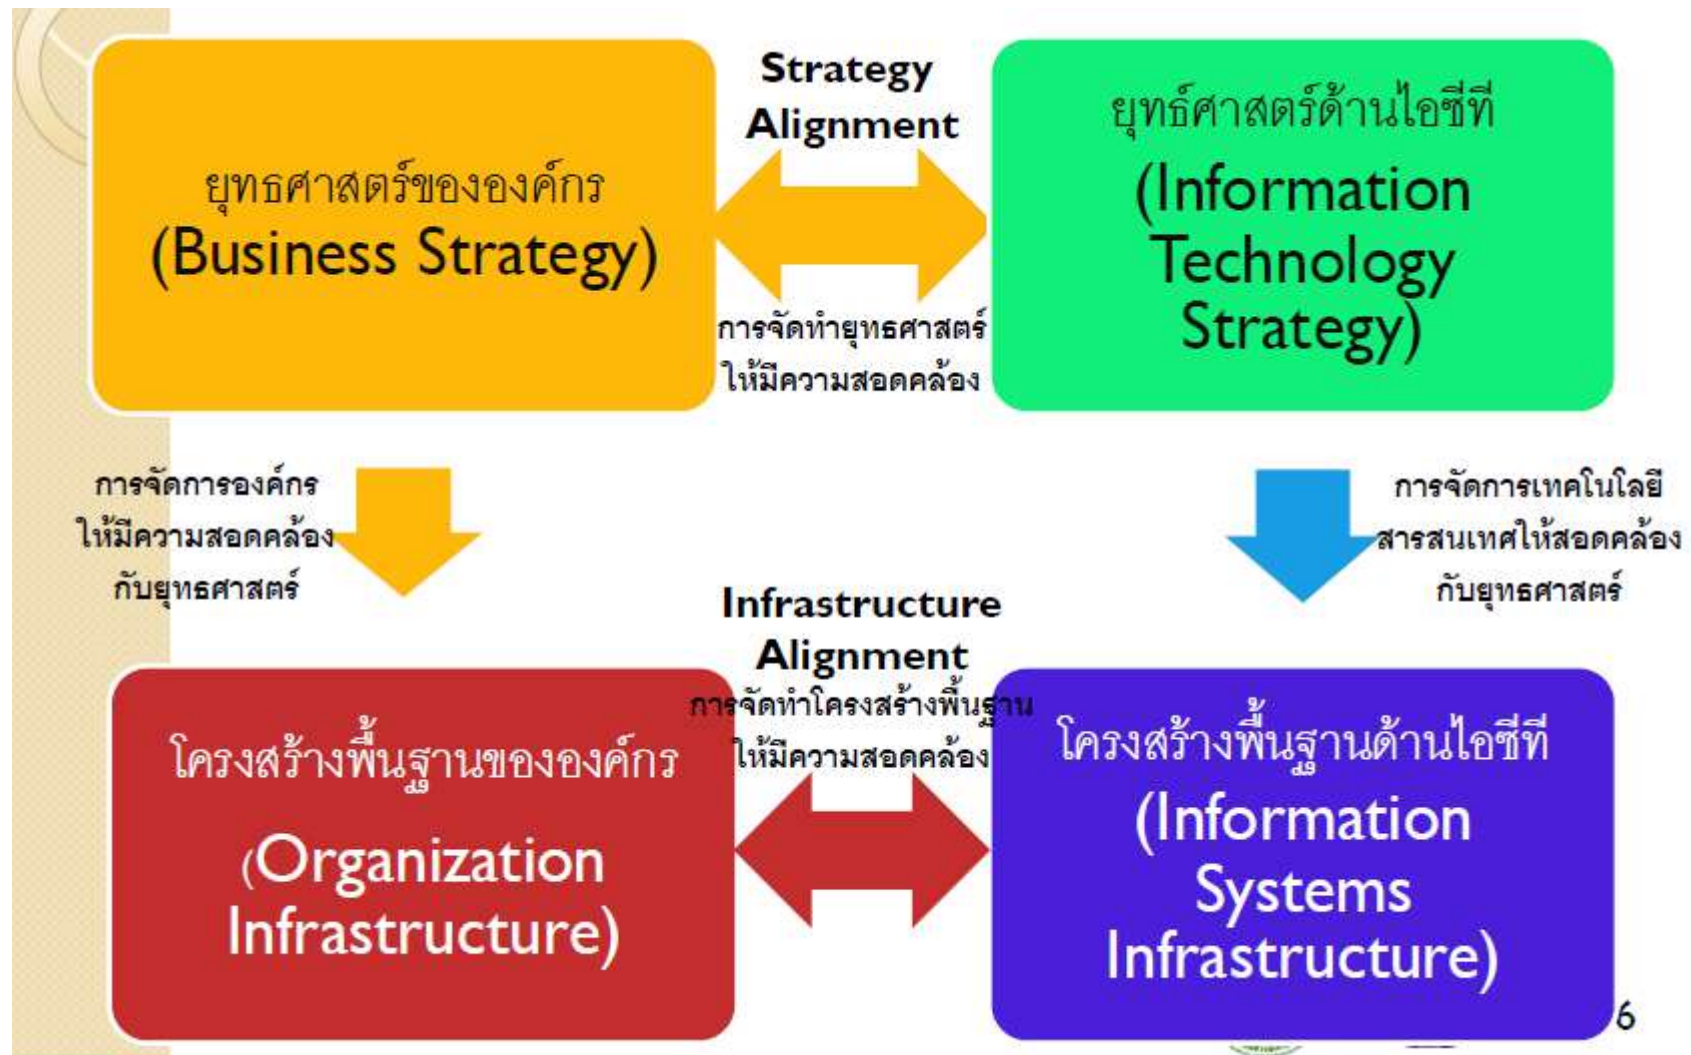 ยุทธศาสตร์ขององค์กร
(Business Strategy)
Strategy
Alignment
การจัดทำยุทธศาสตร์
ให้มีความสอดคล้อง
ยุทธ์ศาสตร์ด้านไอซีที
(Information
Technology
Strategy)
การจัดการองค์กร
ให้มีความสอดคล้อง
กับยุทธศาสตร์
การจัดการเทคโนโลยี
สารสนเทศให้สอดคล้อง
กับยุทธศาสตร์
Infrastructure
Alignment
การจัดทำโครงสร้างพื้นฐาน
ให้มีความสอดคล้อง
โครงสร้างพื้นฐานขององค์กร
(Organization
Infrastructure)
โครงสร้างพื้นฐานด้านไอซีที
(Information
Systems
Infrastructure)
6